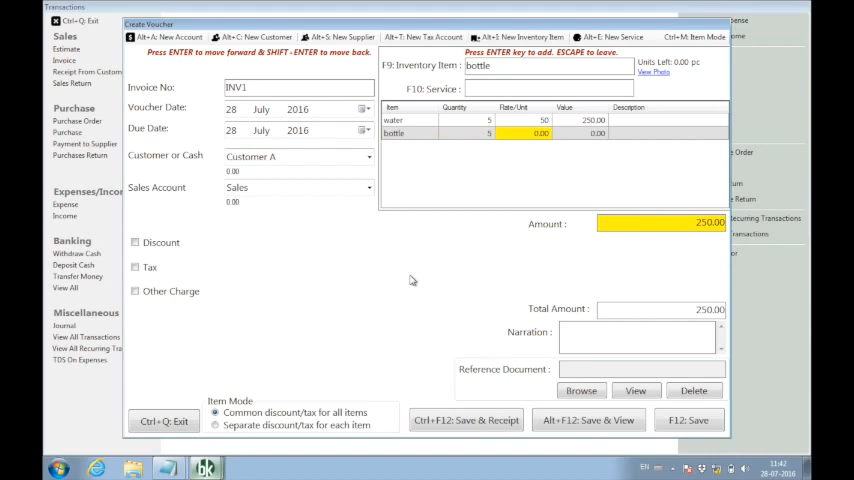 Transactions
Ctrl+Q: Exit
Sales
Estimate
Invoice
Receipt From Custom
Sales Return
Purchase
Purchase Order
Purchase
Payment to Supplier
Purchases Return
Expenses/Incon
Expense
Income
Banking
Withdraw Cash
Deposit Cash
Transfer Money
View All
Miscellaneous
Journal
View All Transactions
View All Recurring Tra
TDS On Expenses
Create Voucher
Alt+A: New Account
Alt+C: New Customer
Alt+S: New Supplier
Alt+T: New Tax Account
Alt+I: New Inventory Item
Alt+E: New Service
Ctrl+M: Item Mode
Press ENTER to move forward & SHIFT+ENTER to move back.
Press ENTER key to add. ESCAPE to leave.
Invoice No: INV1
Voucher Date: 28 July 2016
Due Date: 28 July 2016
Customer or Cash Customer A
0.00
Sales Account Sales
0.00
F9: Inventory Item : bottle
Units Left: 0.00 pc
View Photo
F10: Service :
Item Quantity Rate/Unit Value Description
water 5 50 250.00
bottle 5 0.00 0.00
Amount : 250.00
Discount
Tax
Other Charge
Total Amount : 250.00
Narration :
Reference Document :
Browse View Delete
Item Mode
Common discount/tax for all items
Separate discount/tax for each item
Ctrl+Q: Exit
Ctrl+F12: Save & Receipt
Alt+F12: Save & View
F12: Save
ense
me
e Order
urn
e Return
Recurring Transactions
Transactions
or
EN
11:42
28-07-2016
bk